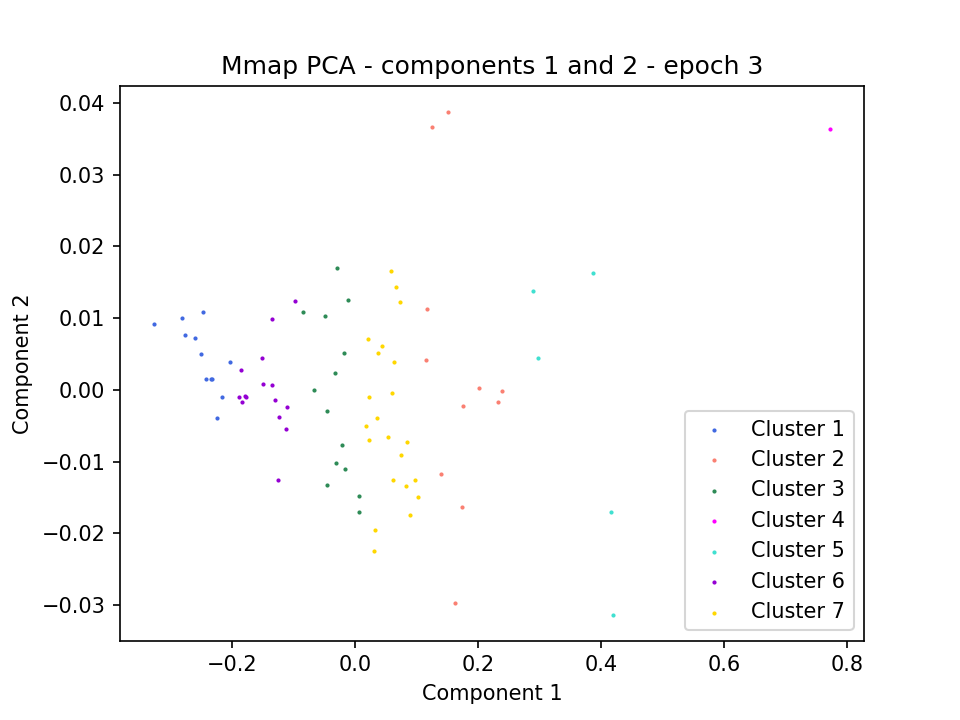 Mmap PCA - components 1 and 2 - epoch 3
0.04
0.03
0.02
0.01
0.00
−0.01
−0.02
−0.03
Component 2
−0.2
0.0
0.2
0.4
0.6
0.8
Component 1
Cluster 1
Cluster 2
Cluster 3
Cluster 4
Cluster 5
Cluster 6
Cluster 7